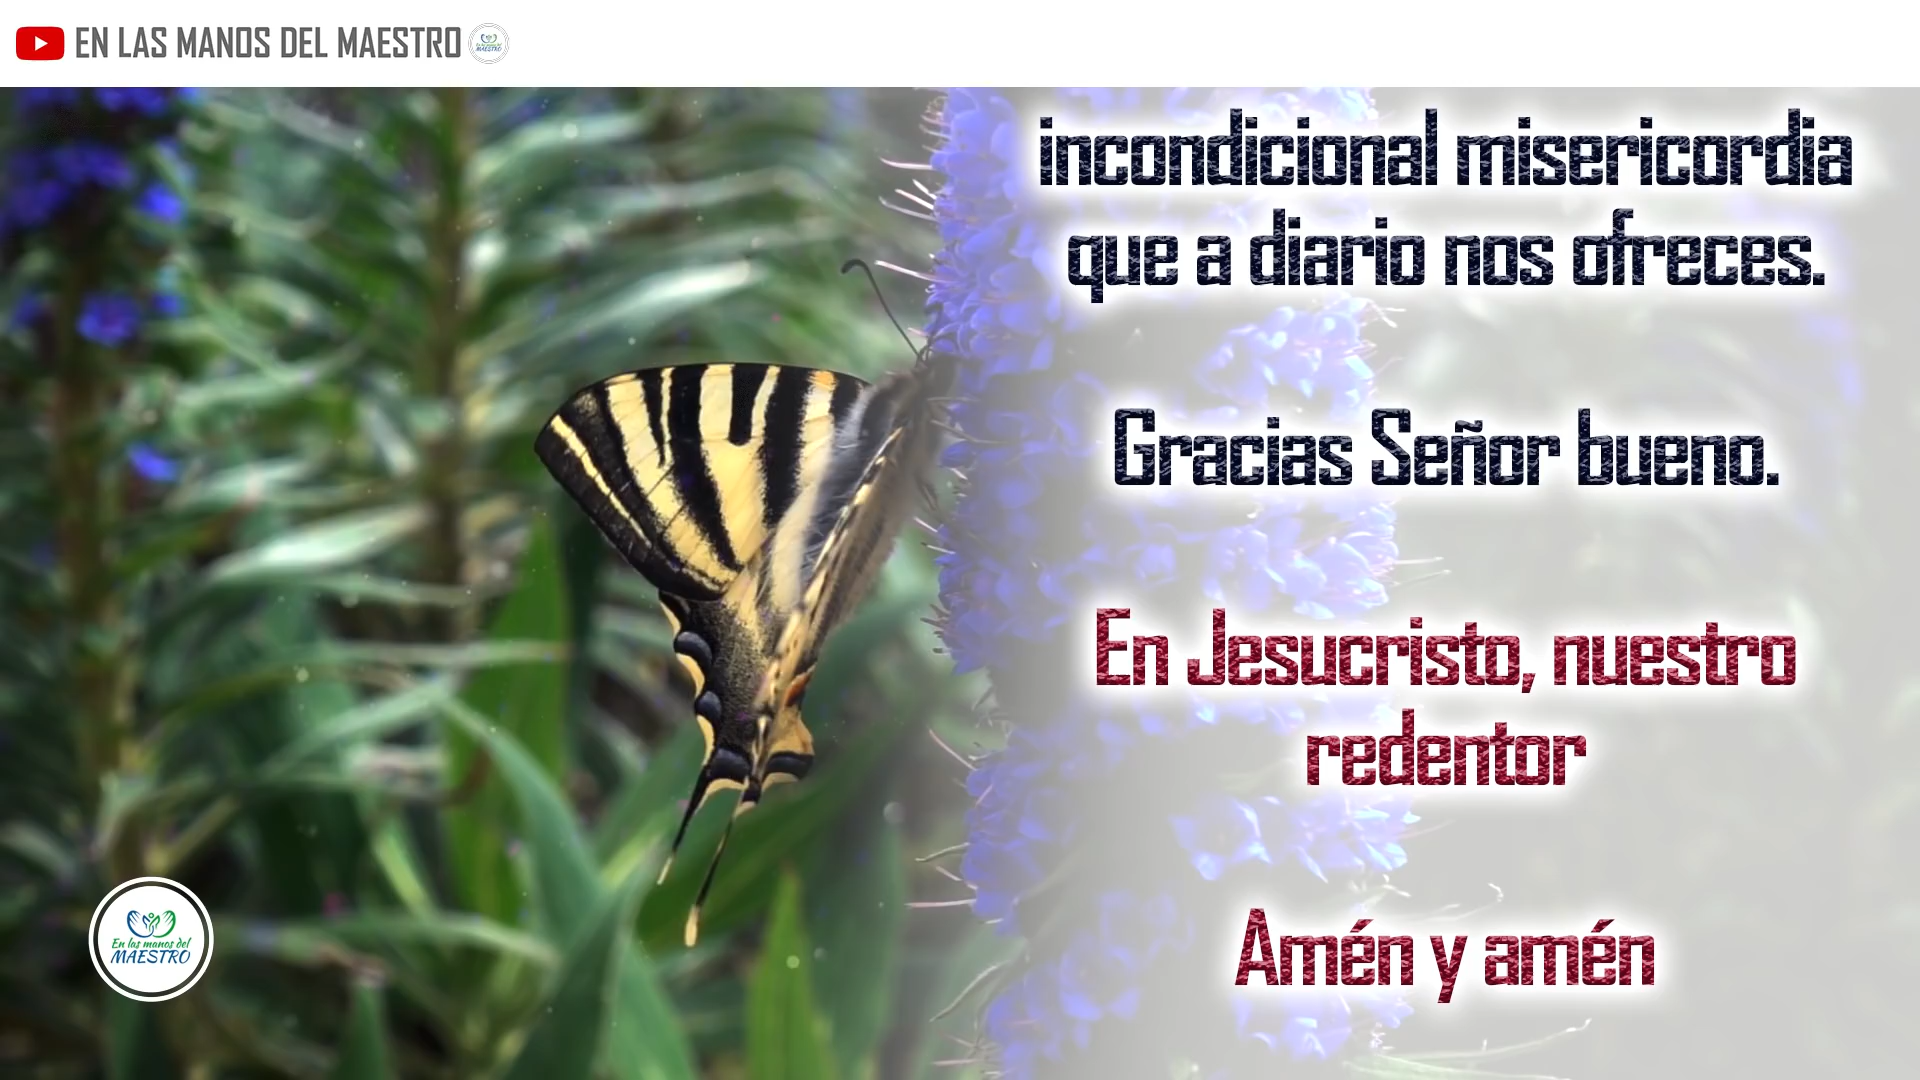 EN LAS MANOS DEL MAESTRO
incondicional misericordia
que a diario nos ofreces.
Gracias Señor bueno.
En Jesucristo, nuestro
redentor
Amén y amén
En las manos del
MAESTRO